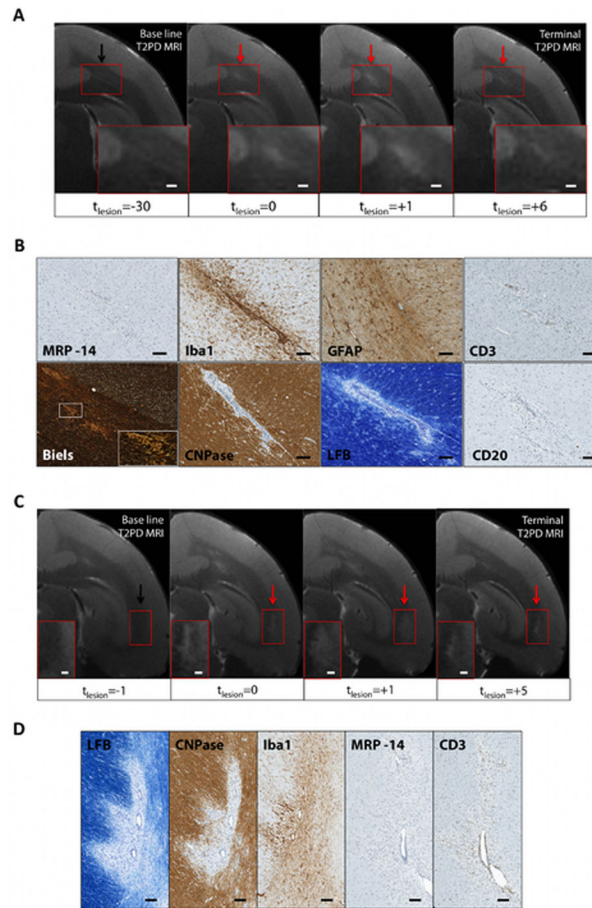 A
Base line
T2PD MRI
Terminal
T2PD MRI
tlesion=-30
tlesion=0
tlesion=+1
tlesion=+6
B
MRP -14
Iba1
GFAP
CD3
Biels
CNPase
LFB
CD20
C
Base line
T2PD MRI
Terminal
T2PD MRI
tlesion=-1
tlesion=0
tlesion=+1
tlesion=+5
D
LFB
CNPase
Iba1
MRP -14
CD3